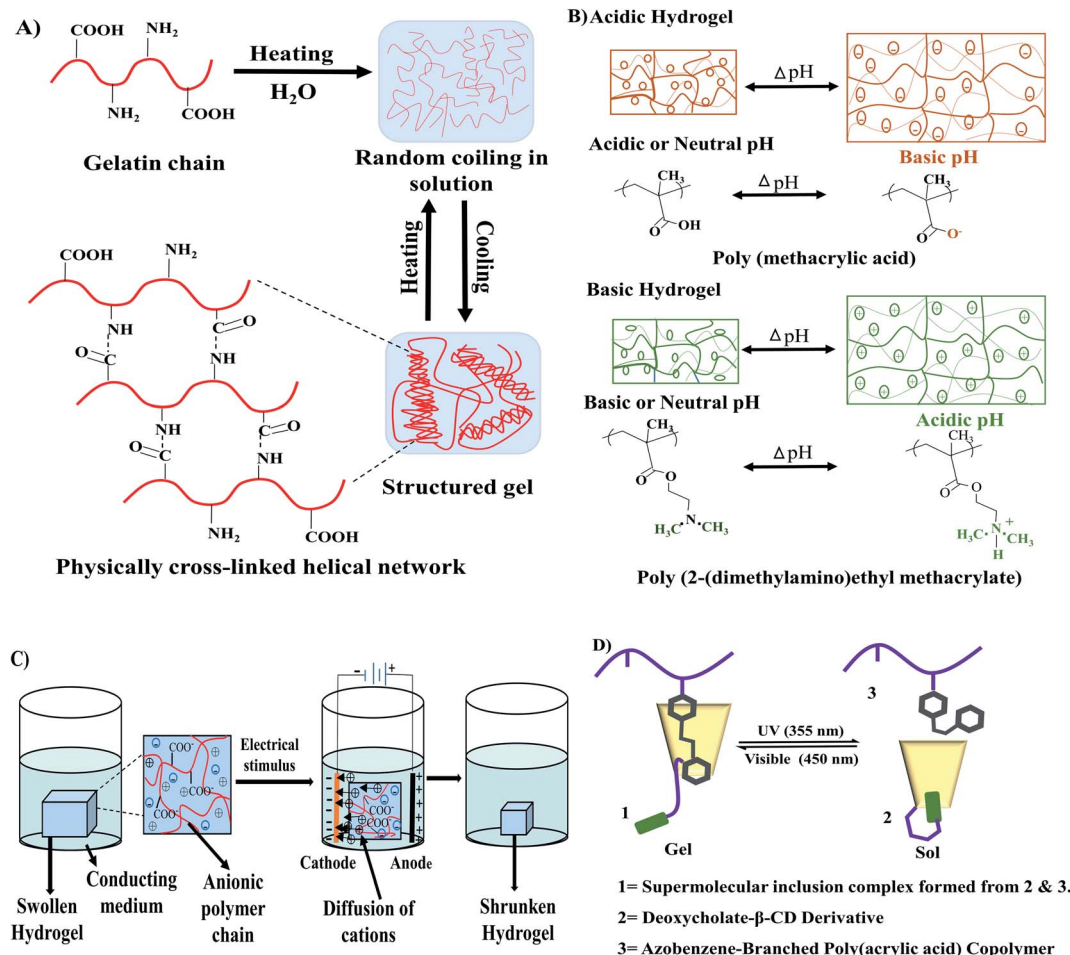 A)
COOH
NH2
NH2
COOH
Gelatin chain
Heating
H2O
Random coiling in
solution
Heating
Cooling
COOH
NH2
NH
C
O
O
C
NH
NH
C
O
O
C
NH
NH2
COOH
Structured gel
Physically cross-linked helical network
B) Acidic Hydrogel
Δ pH
Acidic or Neutral pH
Basic pH
CH3
O
OH
Δ pH
CH3
O
O-
Poly (methacrylic acid)
Basic Hydrogel
Δ pH
Basic or Neutral pH
Acidic pH
CH3
O
O
N
H3C
CH3
Δ pH
CH3
O
O
N+
H3C
CH3
H
Poly (2-(dimethylamino)ethyl methacrylate)
C)
COO-
COO-
COO-
Electrical
stimulus
- +
COO-
COO-
Cathode
Anode
Swollen
Hydrogel
Conducting
medium
Anionic
polymer
chain
Diffusion of
cations
Shrunken
Hydrogel
D)
1
Gel
UV (355 nm)
Visible (450 nm)
3
2
Sol
1= Supermolecular inclusion complex formed from 2 & 3.
2= Deoxycholate-β-CD Derivative
3= Azobenzene-Branched Poly(acrylic acid) Copolymer